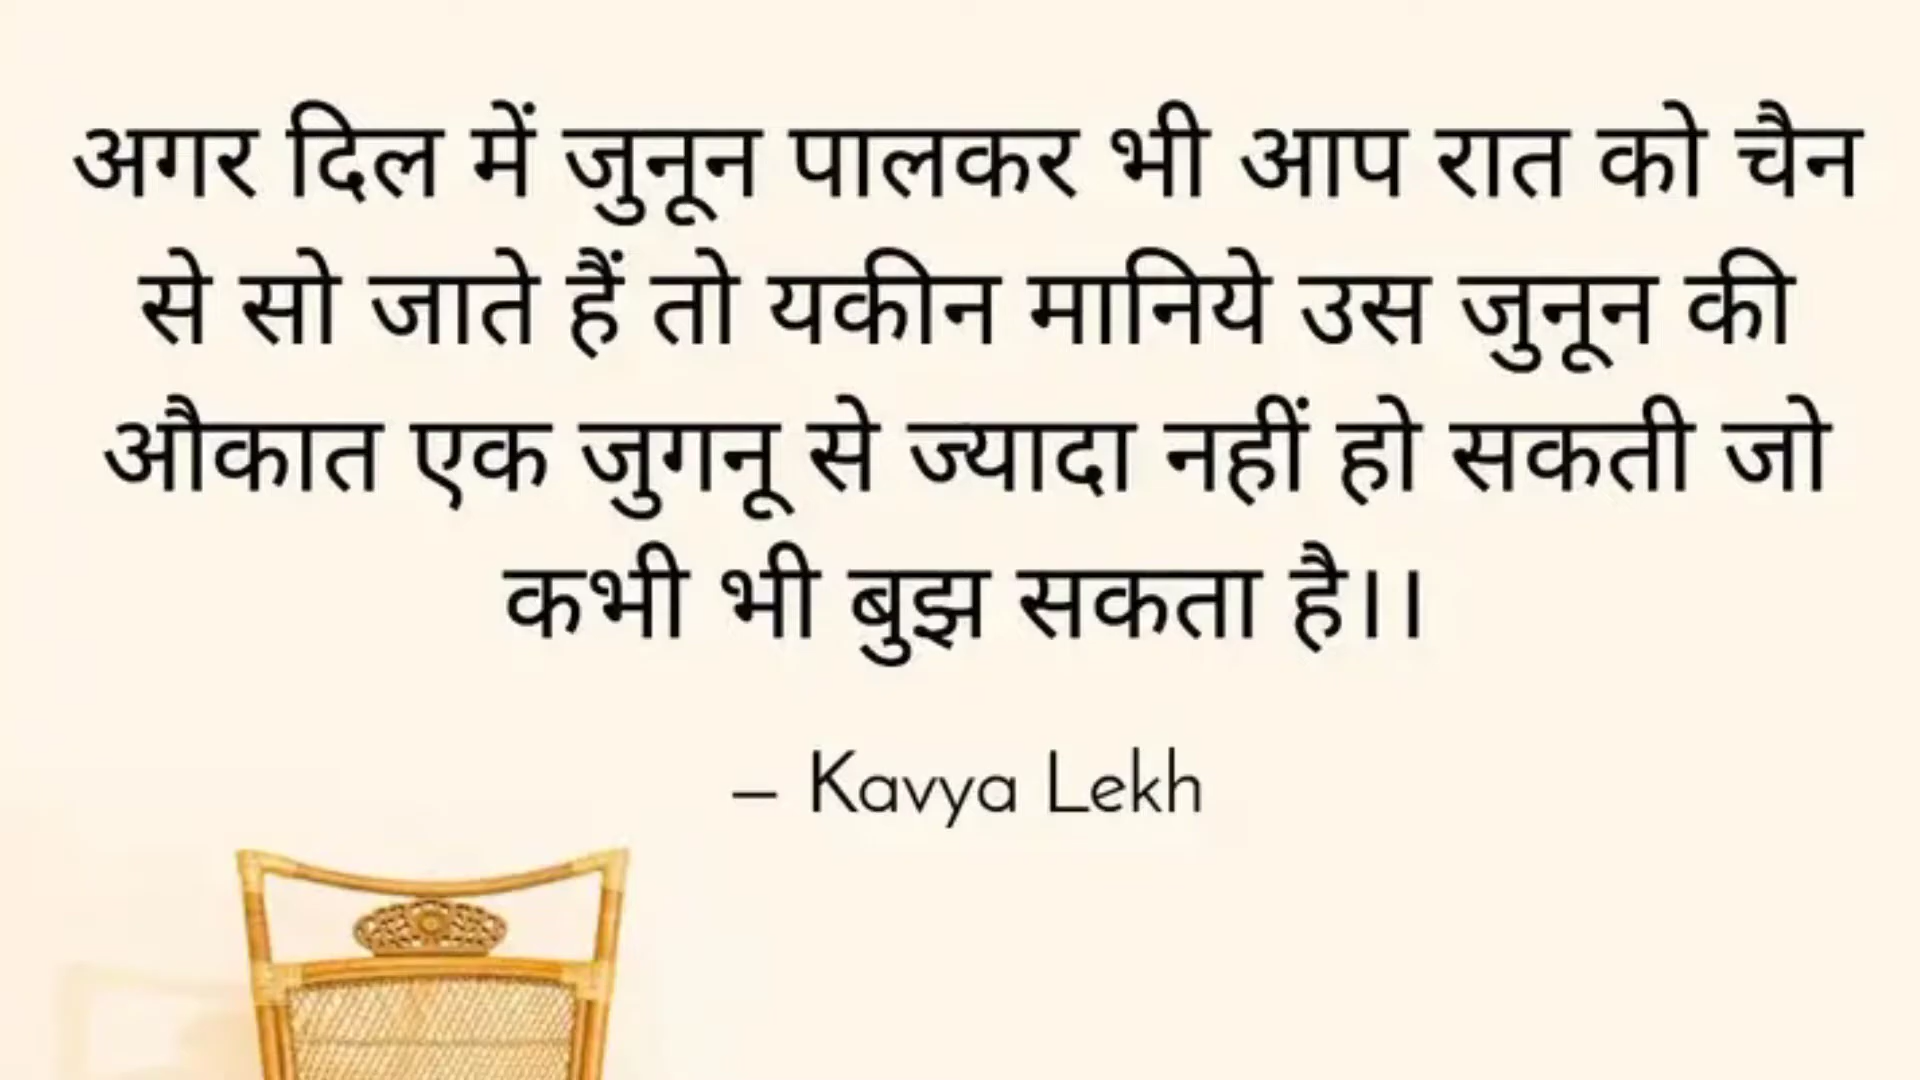 अगर दिल में जुनून पालकर भी आप रात को चैन
से सो जाते हैं तो यकीन मानिये उस जुनून की
औकात एक जुगनू से ज्यादा नहीं हो सकती जो
कभी भी बुझ सकता है।।
– Kavya Lekh